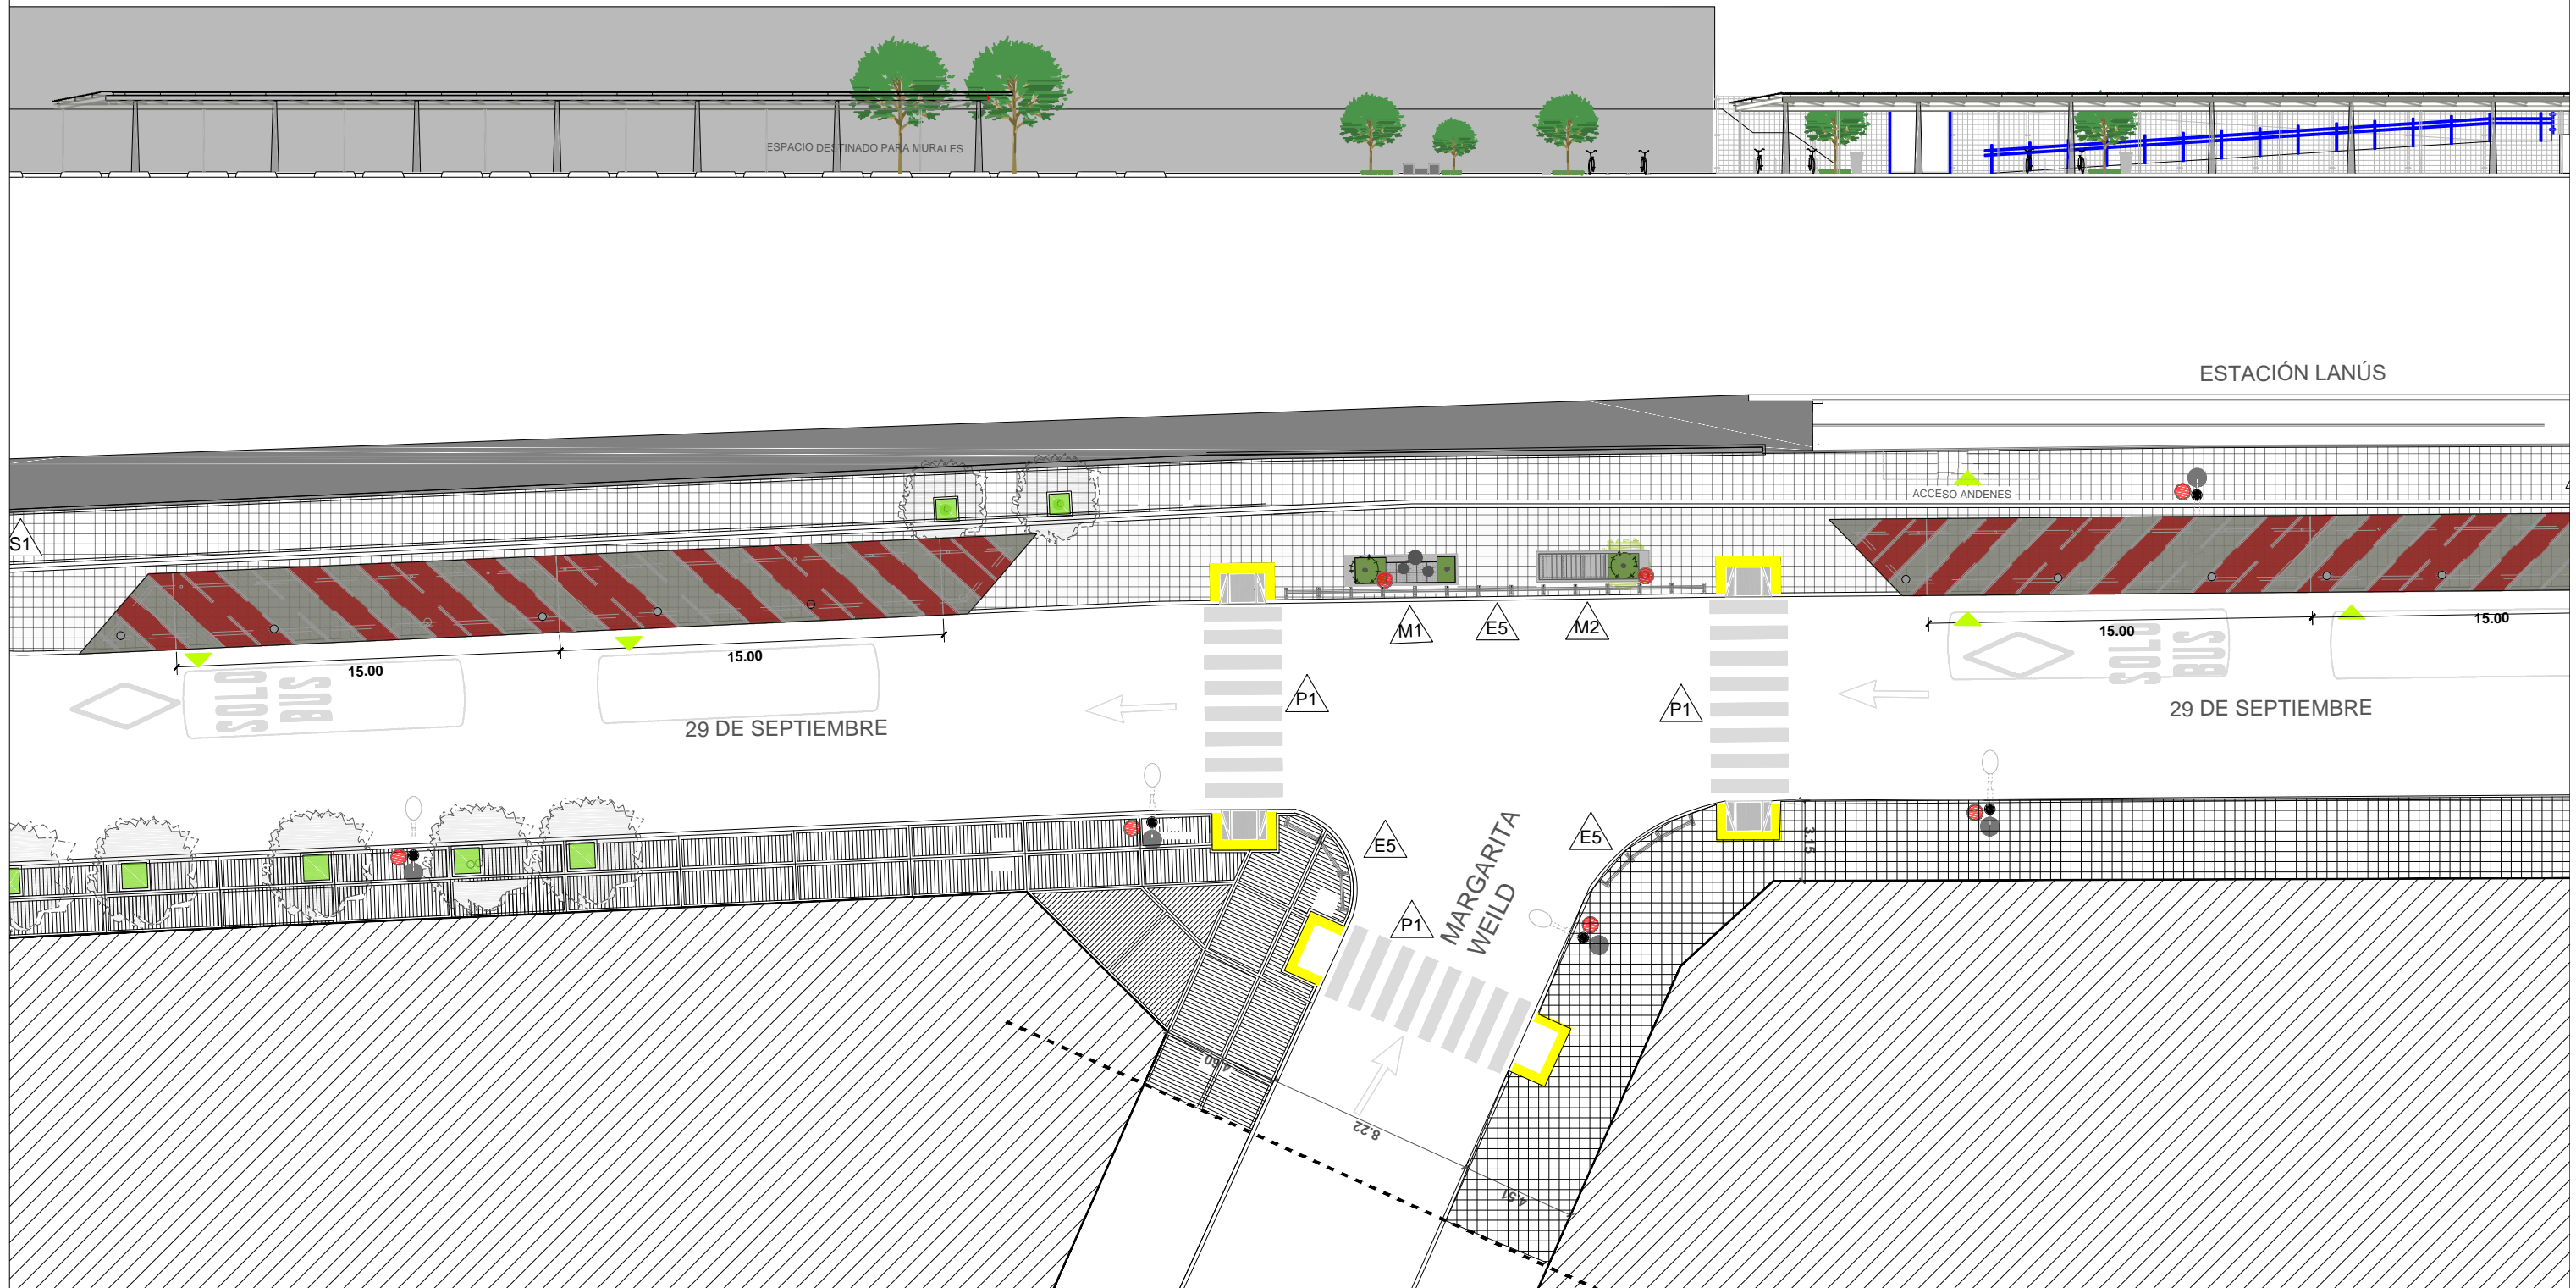 ESPACIO DESTINADO PARA MURALES
ESTACIÓN LANÚS
ACCESO ANDENES
S1
M1
E5
M2
15.00
15.00
15.00
15.00
SOLO
BUS
SOLO
BUS
P1
P1
29 DE SEPTIEMBRE
29 DE SEPTIEMBRE
E5
E5
3.15
MARGARITA
WEILD
P1
4.60
8.22
4.51